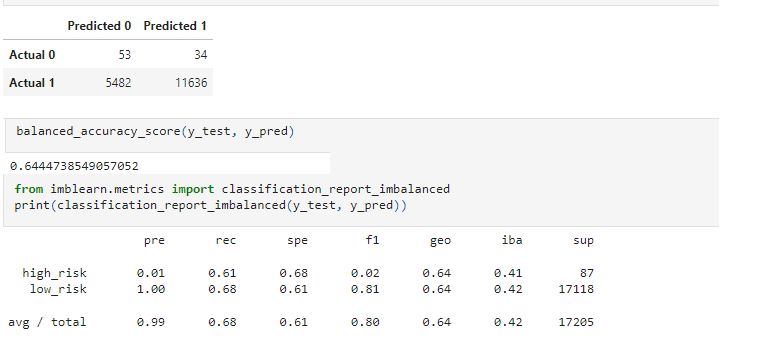 Predicted 0 Predicted 1
Actual 0 53 34
Actual 1 5482 11636
balanced_accuracy_score(y_test, y_pred)
0.6444738549057052
from imblearn.metrics import classification_report_imbalanced
print(classification_report_imbalanced(y_test, y_pred))
pre rec spe f1 geo iba sup
high_risk 0.01 0.61 0.68 0.02 0.64 0.41 87
low_risk 1.00 0.68 0.61 0.81 0.64 0.42 17118
avg / total 0.99 0.68 0.61 0.80 0.64 0.42 17205